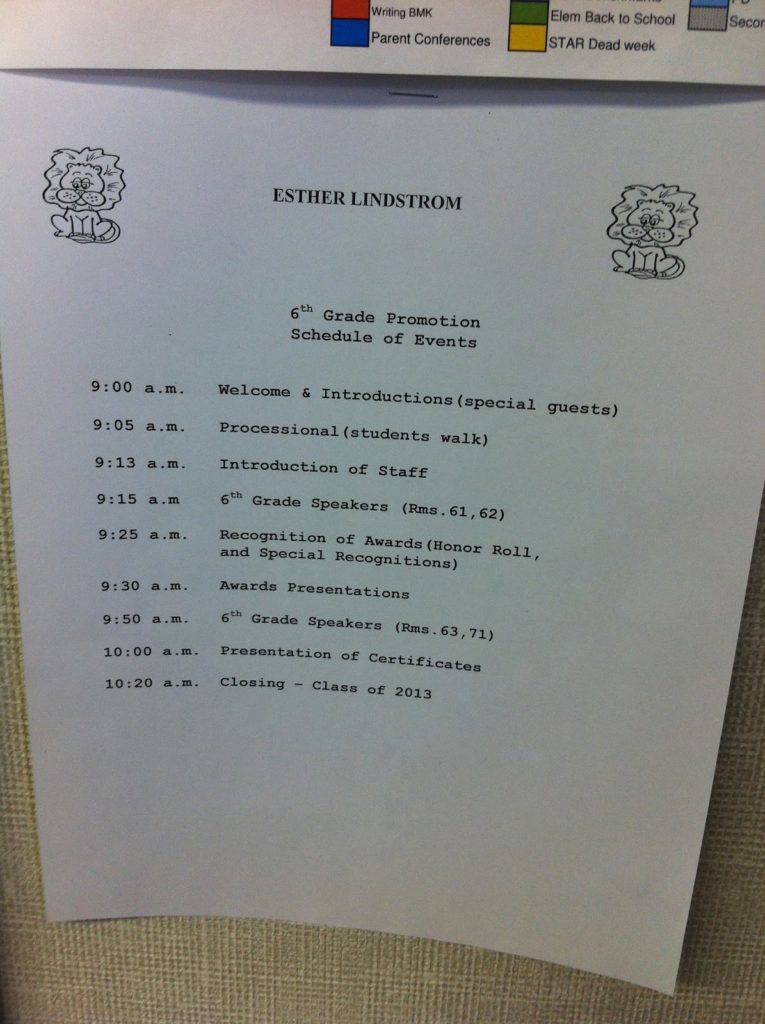 Writing BMK
Parent Conferences
Elem Back to School
STAR Dead week
ESTHER LINDSTROM
6th Grade Promotion
Schedule of Events
9:00 a.m. Welcome & Introductions(special guests)
9:05 a.m. Processional(students walk)
9:13 a.m. Introduction of Staff
9:15 a.m 6th Grade Speakers (Rms.61,62)
9:25 a.m. Recognition of Awards(Honor Roll,
and Special Recognitions)
9:30 a.m. Awards Presentations
9:50 a.m. 6th Grade Speakers (Rms.63,71)
10:00 a.m. Presentation of Certificates
10:20 a.m. Closing – Class of 2013